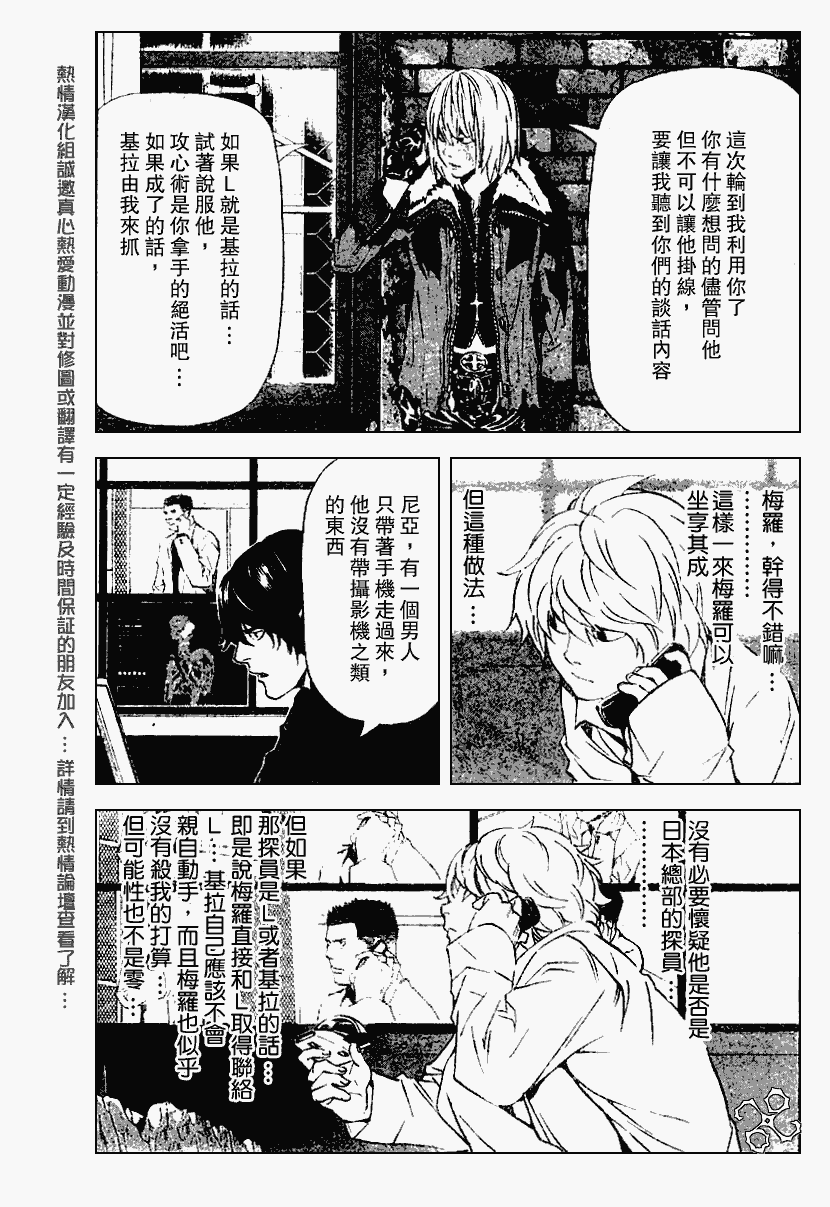 這次輪到我利用你了
你有什麼想問的儘管問他
但不可以讓他掛線，
要讓我聽到你們的談話內容
如果L就是基拉的話…
試著說服他，
攻心術是你拿手的絕活吧…
如果成了的話，
基拉由我來抓
梅羅，幹得不錯嘛…
…………
這樣一來梅羅可以
坐享其成
但這種做法…
尼亞，有一個男人
只帶著手機走過來，
他沒有帶攝影機之類
的東西
沒有必要懷疑他是否是
日本總部的探員…
…………
但如果
那探員是L或者基拉的話…
即是說梅羅直接和L取得聯絡
L…基拉自己應該不會
親自動手，而且梅羅也似乎
沒有殺我的打算…
但可能性也不是零…
熱情漢化組誠邀真心熱愛動漫並對修圖或翻譯有一定經驗及時間保証的朋友加入…詳情請到熱情論壇查看了解…